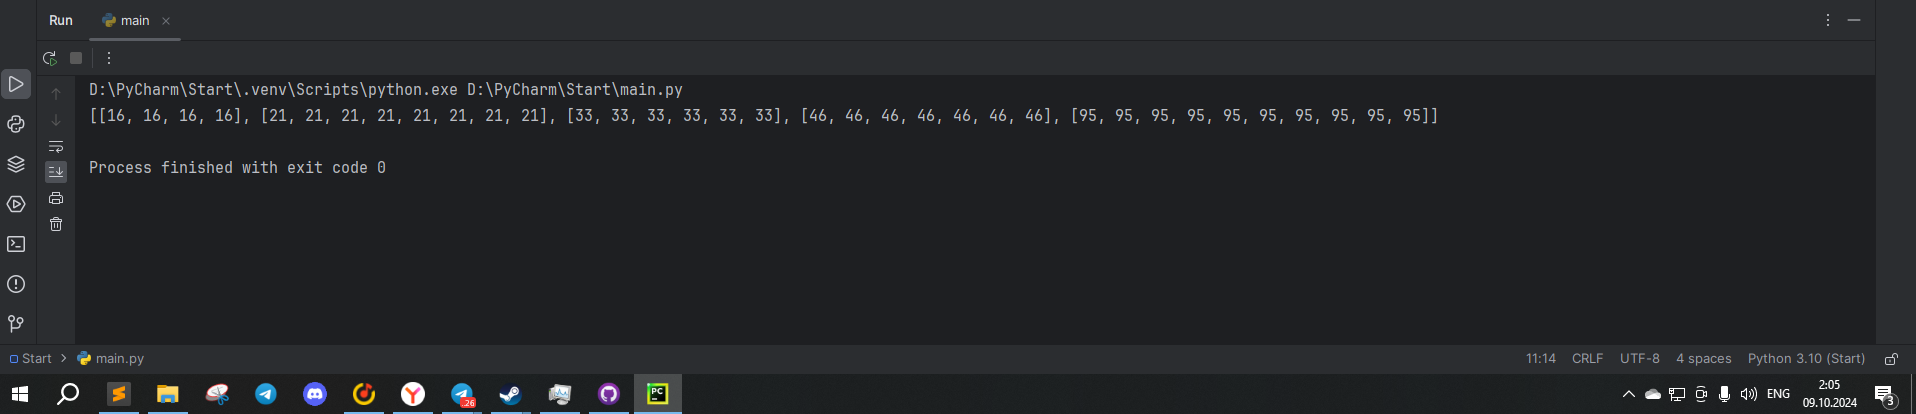 Run main
D:\PyCharm\Start\.venv\Scripts\python.exe D:\PyCharm\Start\main.py
[[16, 16, 16, 16], [21, 21, 21, 21, 21, 21, 21, 21], [33, 33, 33, 33, 33, 33], [46, 46, 46, 46, 46, 46, 46], [95, 95, 95, 95, 95, 95, 95, 95, 95, 95]]
Process finished with exit code 0
Start > main.py 11:14 CRLF UTF-8 4 spaces Python 3.10 (Start)
26 PC ENG 2:05
09.10.2024 3